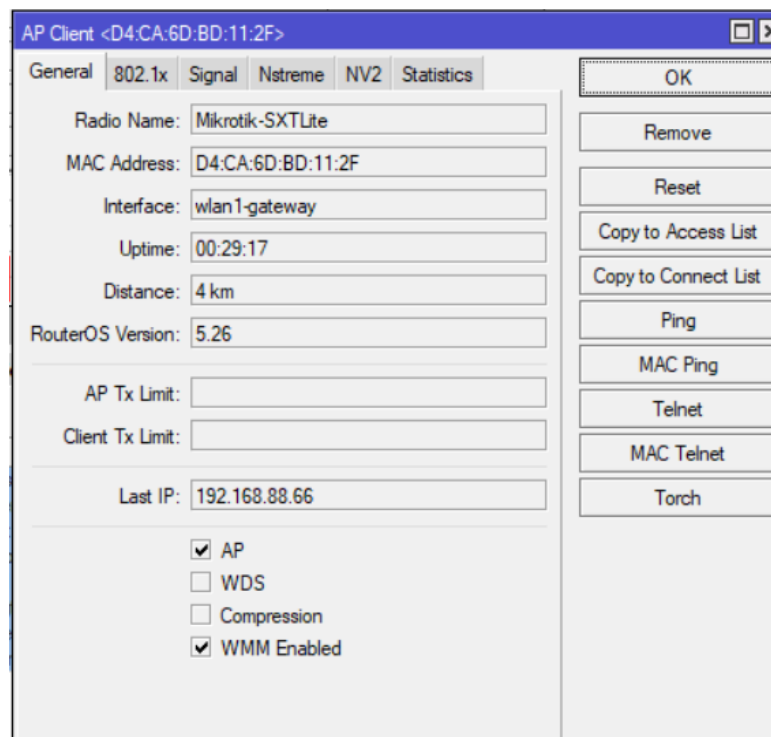 AP Client <D4:CA:6D:BD:11:2F>
General 802.1x Signal Nstreme NV2 Statistics
Radio Name: Mikrotik-SXTLite
MAC Address: D4:CA:6D:BD:11:2F
Interface: wlan1-gateway
Uptime: 00:29:17
Distance: 4 km
RouterOS Version: 5.26
AP Tx Limit:
Client Tx Limit:
Last IP: 192.168.88.66
AP
WDS
Compression
WMM Enabled
OK
Remove
Reset
Copy to Access List
Copy to Connect List
Ping
MAC Ping
Telnet
MAC Telnet
Torch